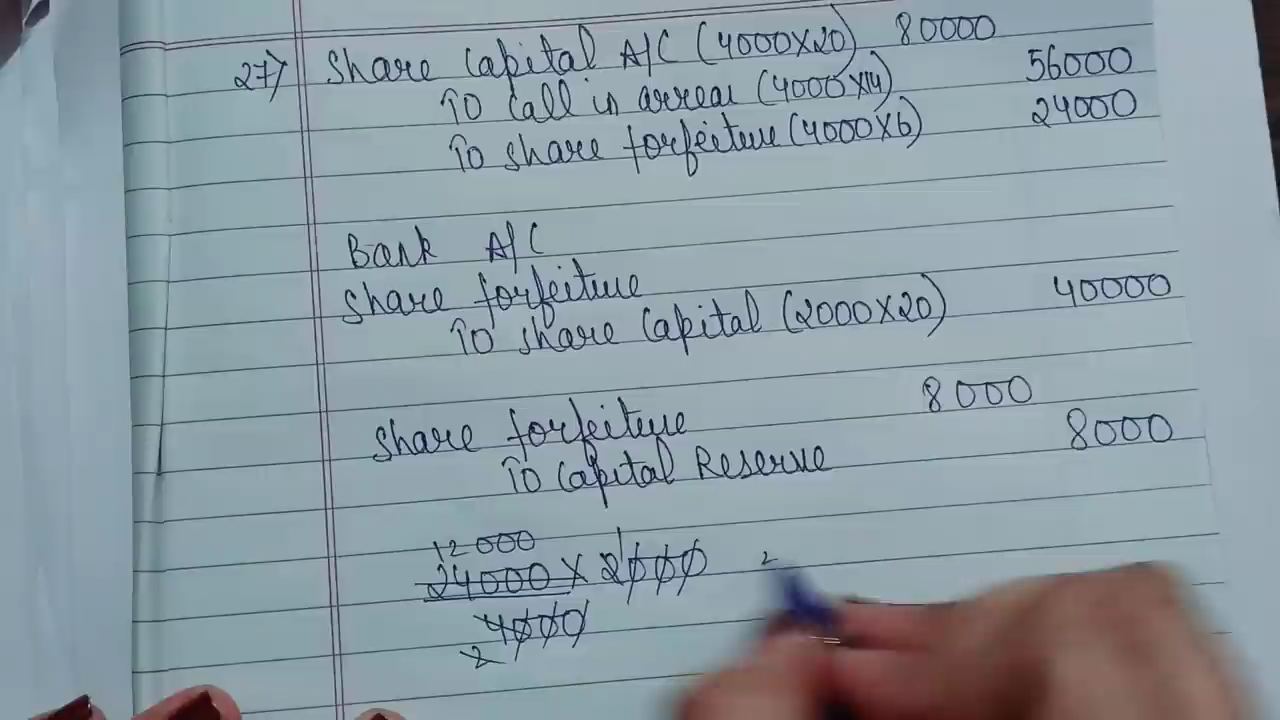 27) Share Capital A/C (4000X20) 80000
To Call in arrear (4000X14) 56000
To share forfeiture (4000X6) 24000
Bank A/C
Share forfeiture
To share Capital (2000X20) 40000
Share forfeiture 8000
To Capital Reserve 8000
12000
24000 X 2000
4000
2